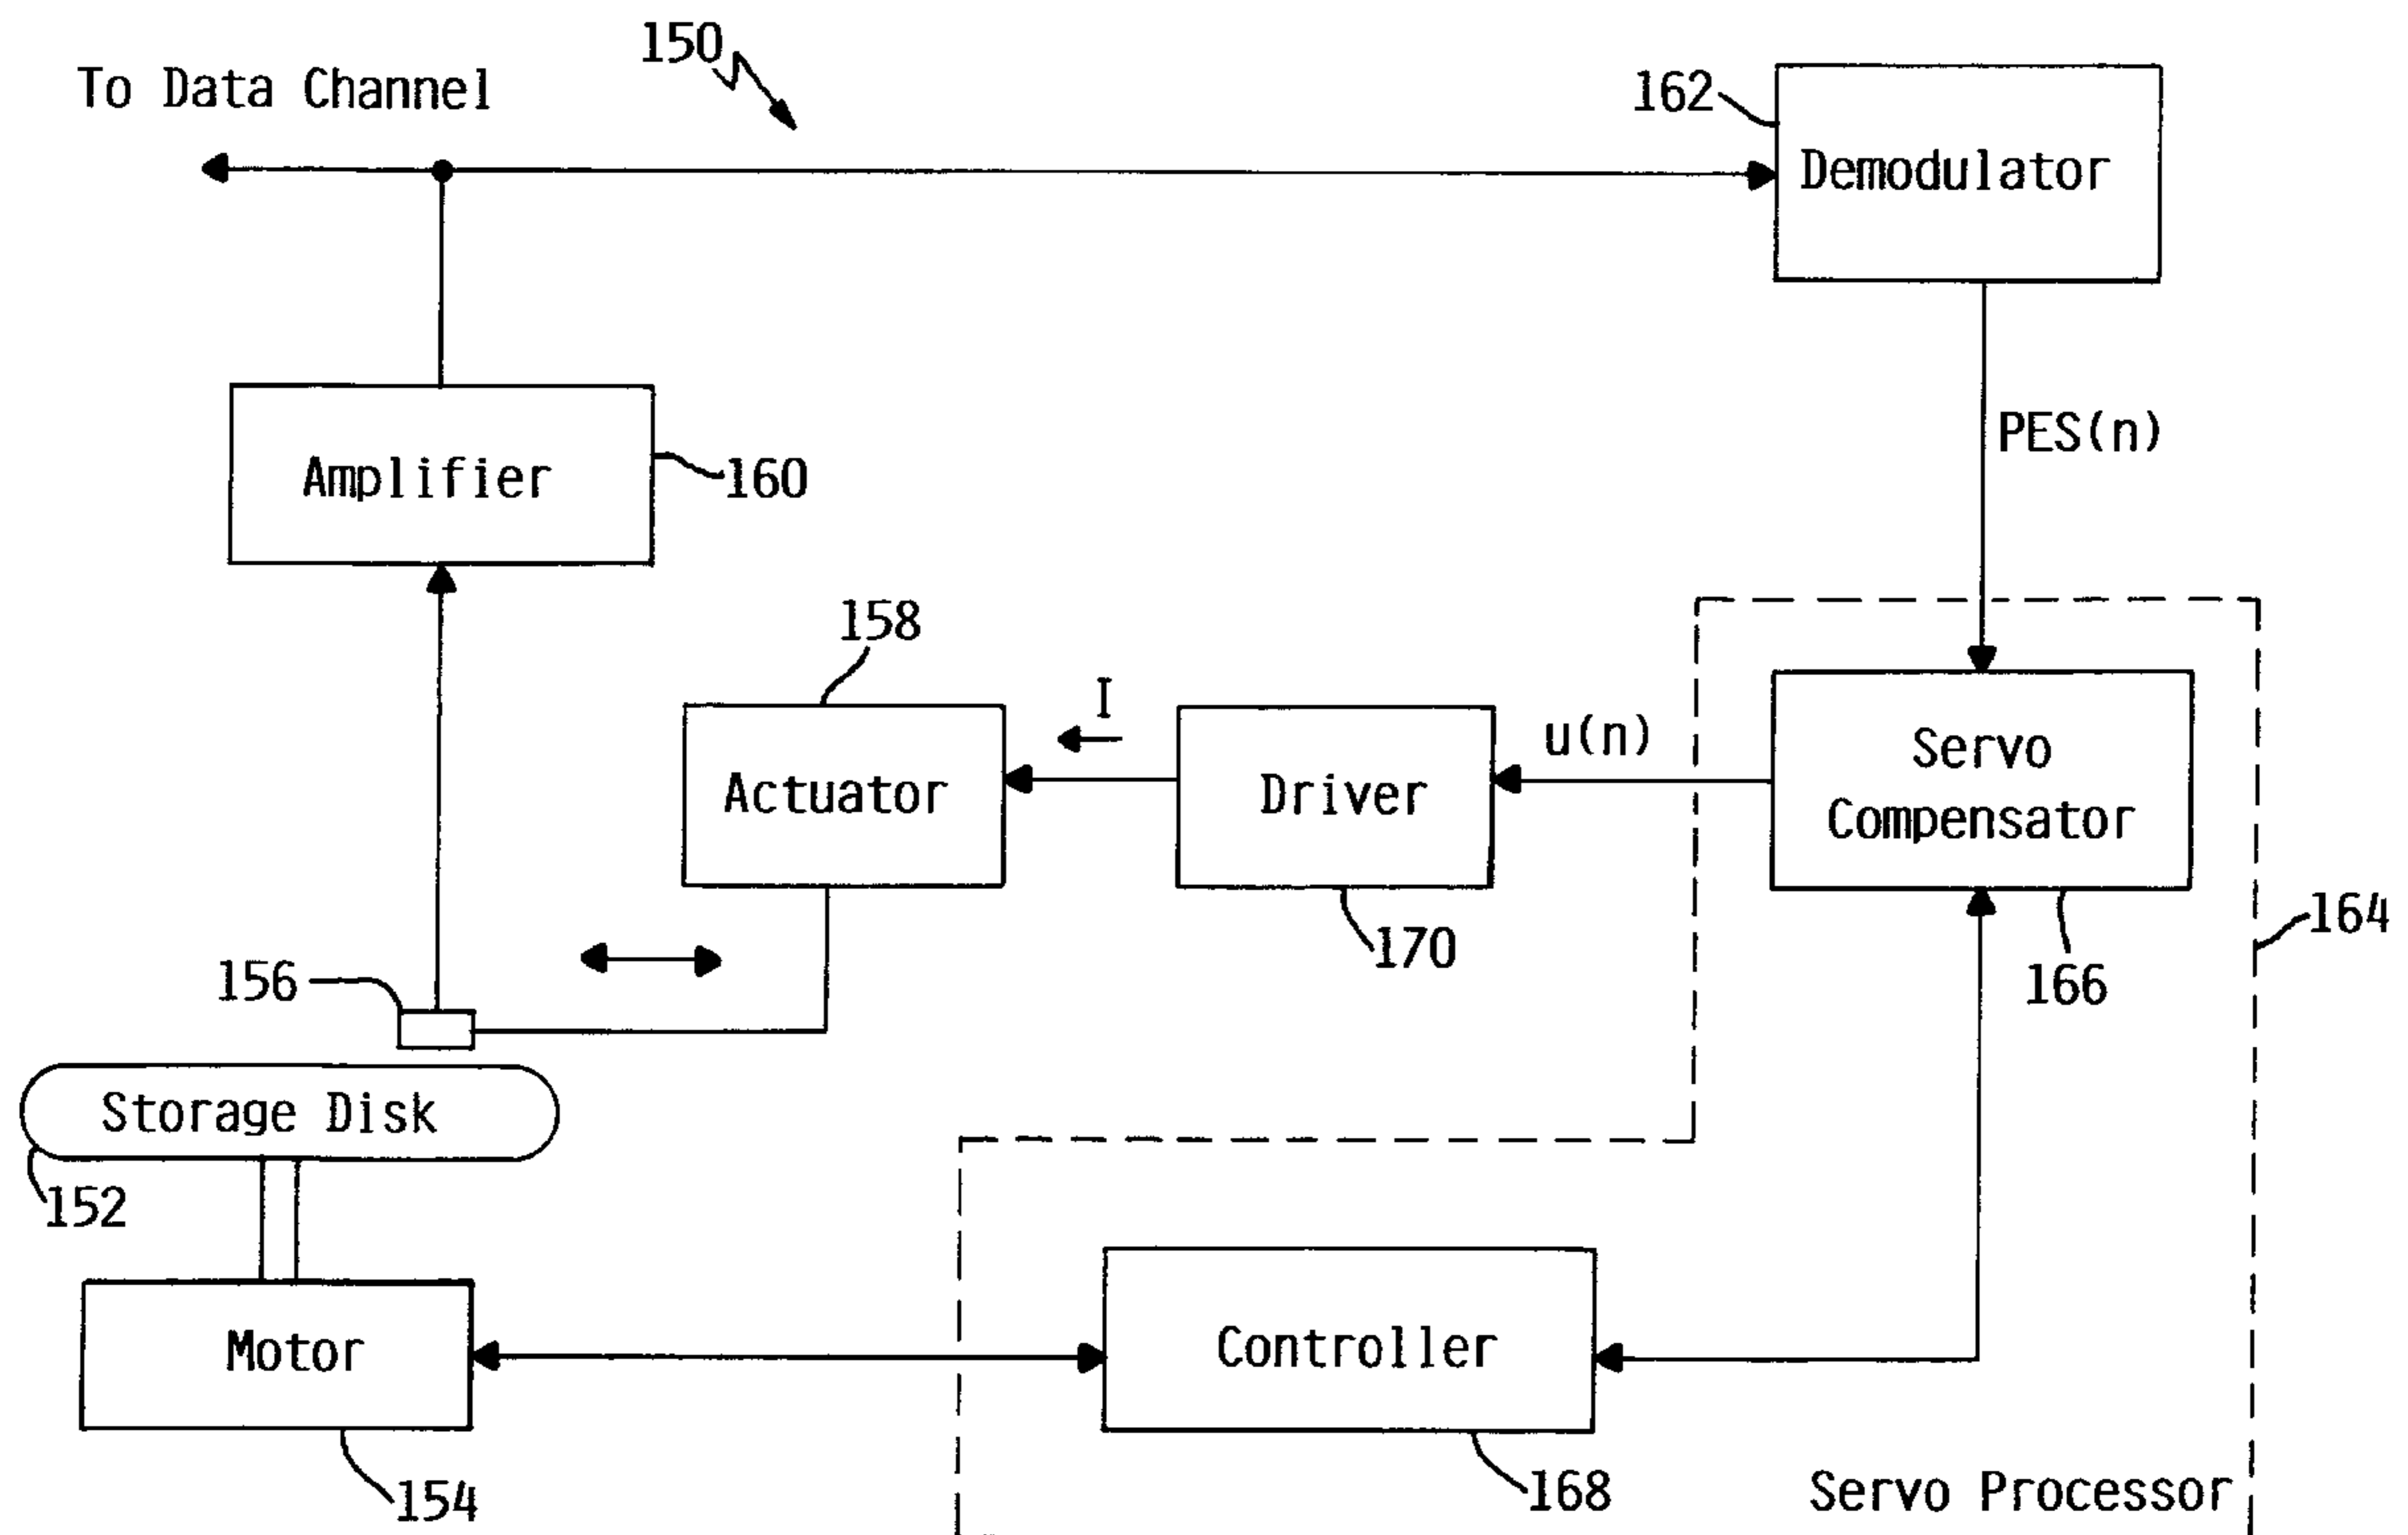 150
To Data Channel
162
Demodulator
PES(n)
Amplifier
160
158
I
u(n)
Actuator
Driver
Servo
Compensator
164
170
166
156
Storage Disk
152
Motor
Controller
154
168
Servo Processor